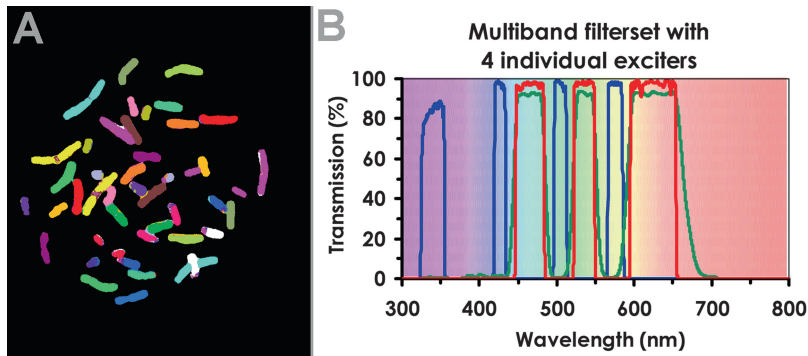 A
B
Multiband filterset with
4 individual exciters
Transmission (%)
100
80
60
40
20
0
300 400 500 600 700 800
Wavelength (nm)